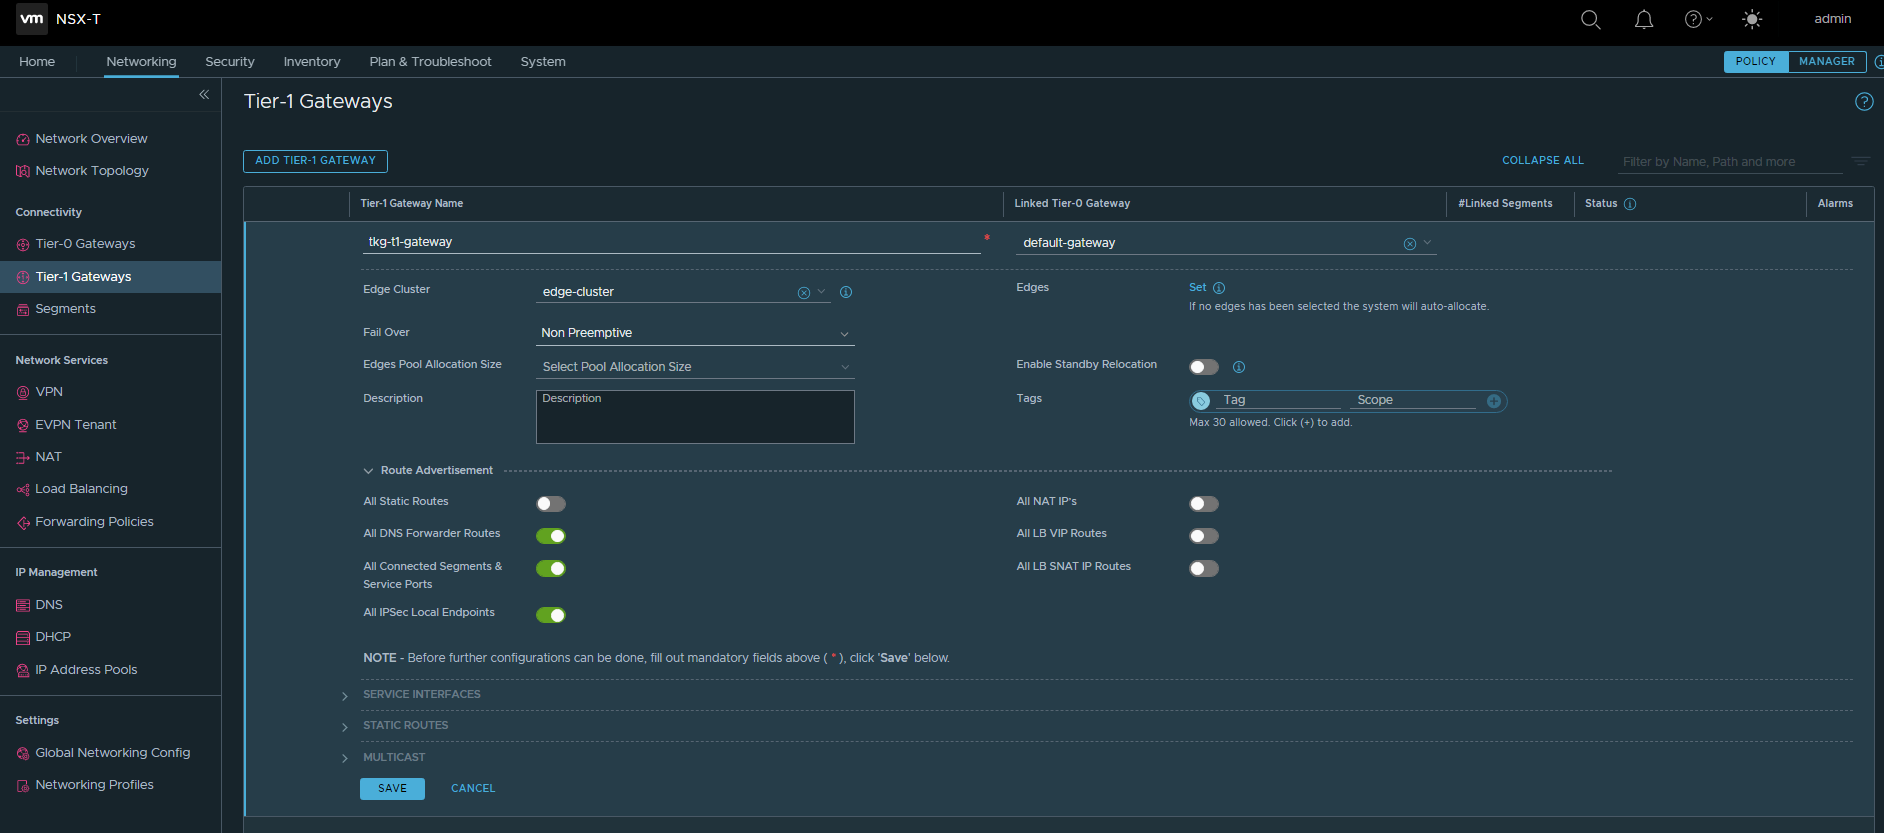 vm NSX-T
admin
Home Networking Security Inventory Plan & Troubleshoot System
POLICY MANAGER
Network Overview
Network Topology
Connectivity
Tier-0 Gateways
Tier-1 Gateways
Segments
Network Services
VPN
EVPN Tenant
NAT
Load Balancing
Forwarding Policies
IP Management
DNS
DHCP
IP Address Pools
Settings
Global Networking Config
Networking Profiles
Tier-1 Gateways
ADD TIER-1 GATEWAY
COLLAPSE ALL
Filter by Name, Path and more
Tier-1 Gateway Name Linked Tier-0 Gateway #Linked Segments Status Alarms
tkg-t1-gateway * default-gateway
Edge Cluster edge-cluster Edges Set
If no edges has been selected the system will auto-allocate.
Fail Over Non Preemptive
Edges Pool Allocation Size Select Pool Allocation Size Enable Standby Relocation
Description Description Tags Tag Scope
Max 30 allowed. Click (+) to add.
Route Advertisement
All Static Routes All NAT IP's
All DNS Forwarder Routes All LB VIP Routes
All Connected Segments & All LB SNAT IP Routes
Service Ports
All IPSec Local Endpoints
NOTE - Before further configurations can be done, fill out mandatory fields above ( * ), click 'Save' below.
SERVICE INTERFACES
STATIC ROUTES
MULTICAST
SAVE CANCEL